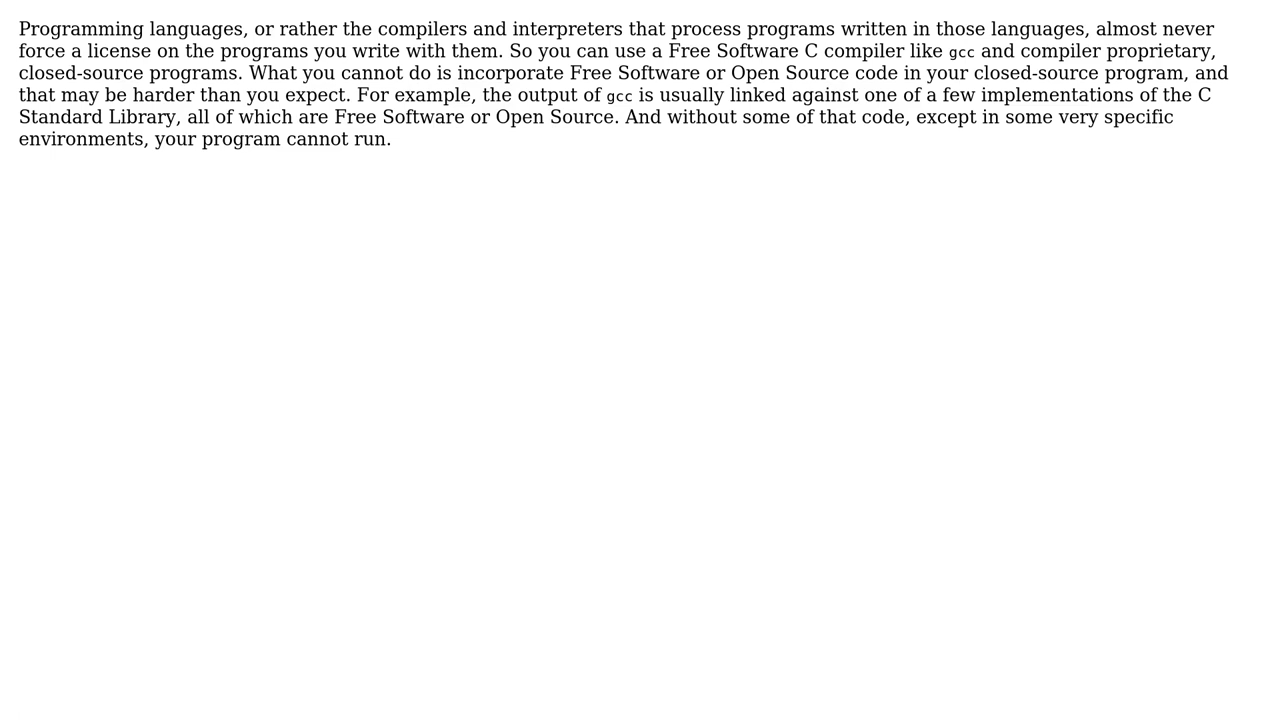 Programming languages, or rather the compilers and interpreters that process programs written in those languages, almost never
force a license on the programs you write with them. So you can use a Free Software C compiler like gcc and compiler proprietary,
closed-source programs. What you cannot do is incorporate Free Software or Open Source code in your closed-source program, and
that may be harder than you expect. For example, the output of gcc is usually linked against one of a few implementations of the C
Standard Library, all of which are Free Software or Open Source. And without some of that code, except in some very specific
environments, your program cannot run.